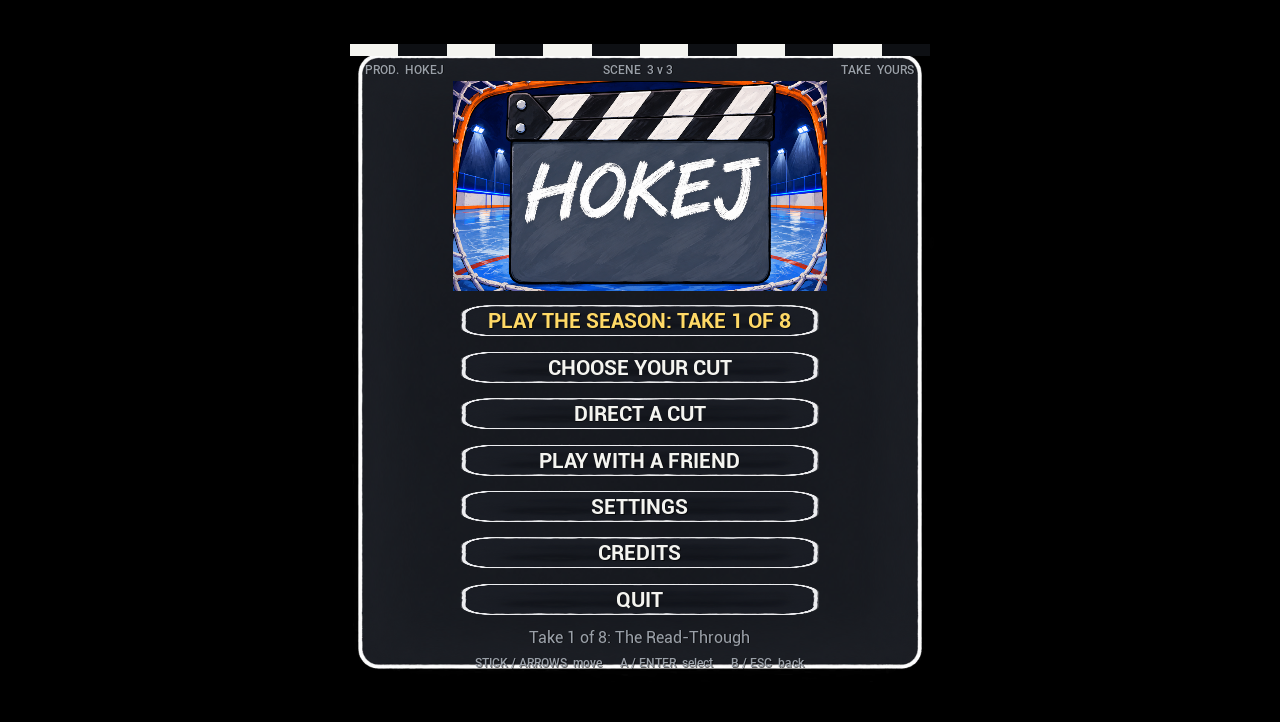 PROD. HOKEJ SCENE 3 v 3 TAKE YOURS
HOKEJ
PLAY THE SEASON: TAKE 1 OF 8
CHOOSE YOUR CUT
DIRECT A CUT
PLAY WITH A FRIEND
SETTINGS
CREDITS
QUIT
Take 1 of 8: The Read-Through
STICK / ARROWS move A / ENTER select B / ESC back